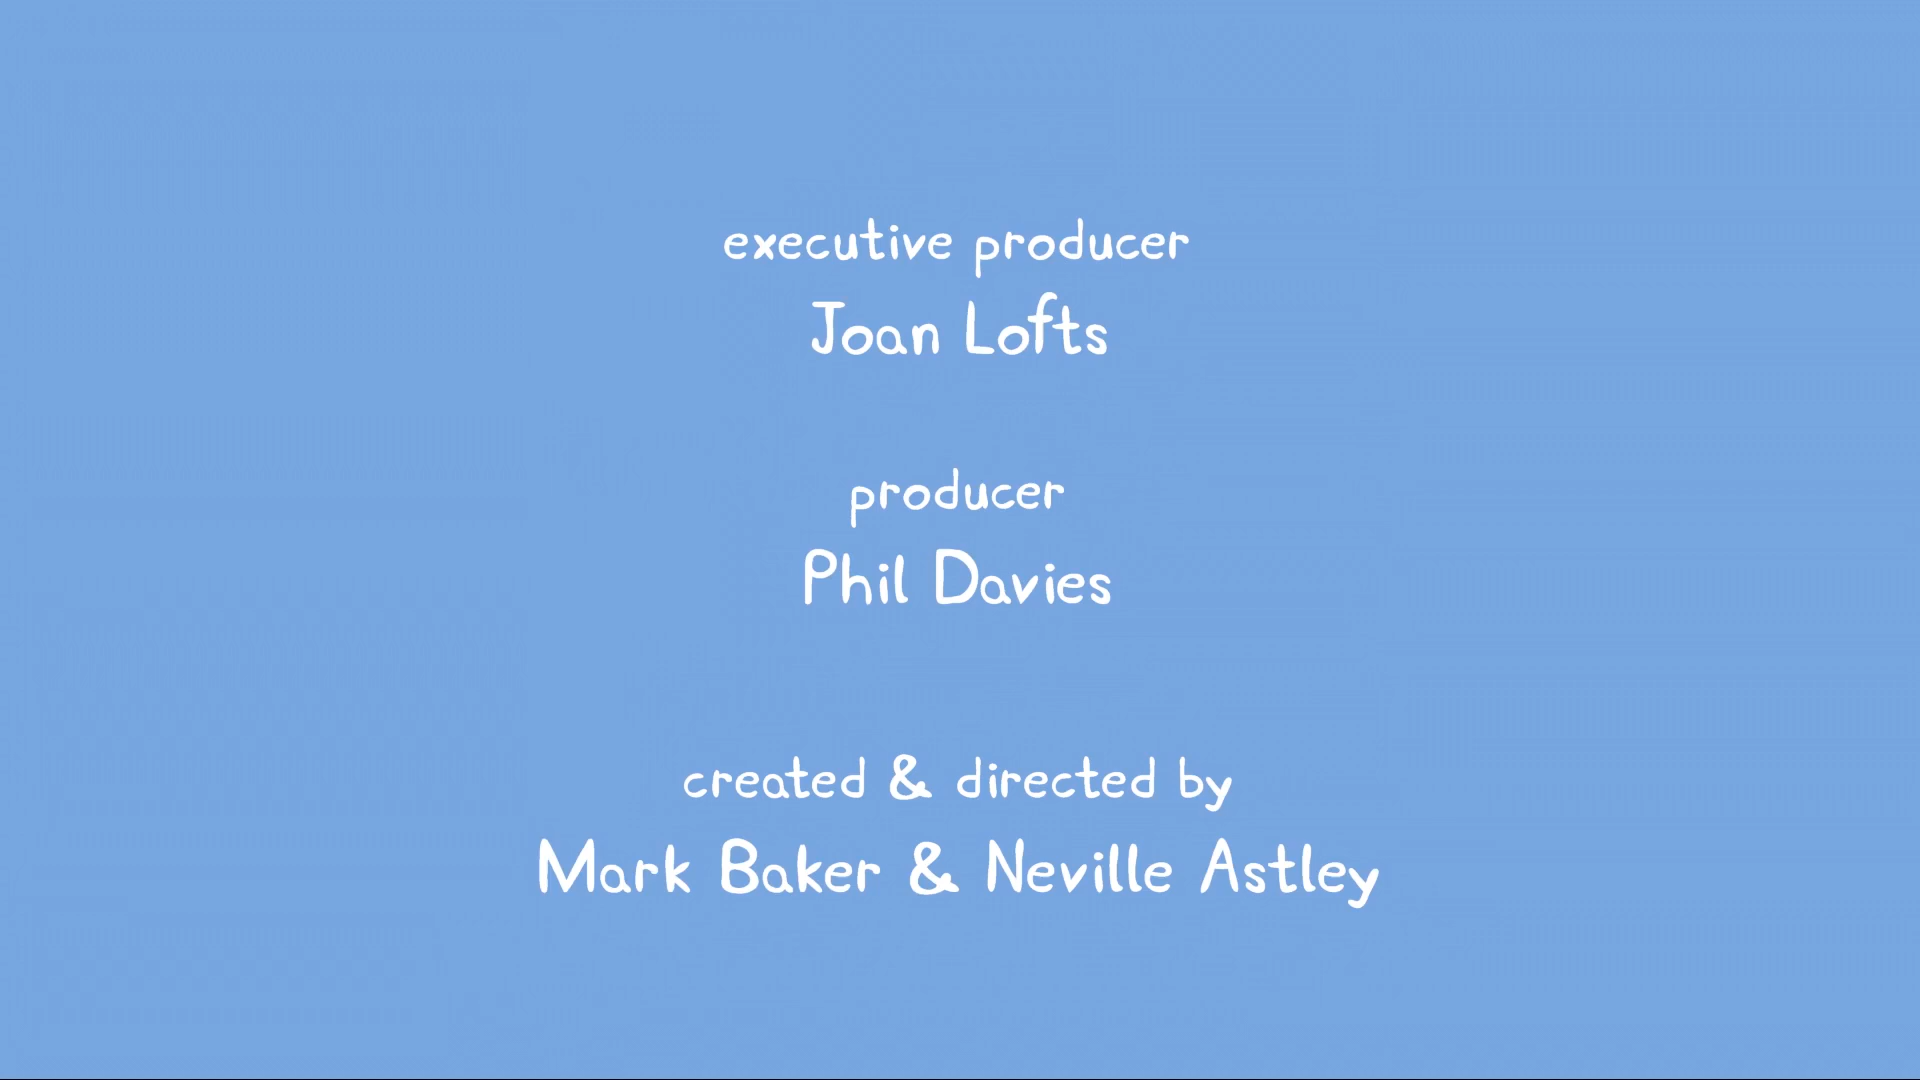 executive producer
Joan Lofts
producer
Phil Davies
created & directed by
Mark Baker & Neville Astley